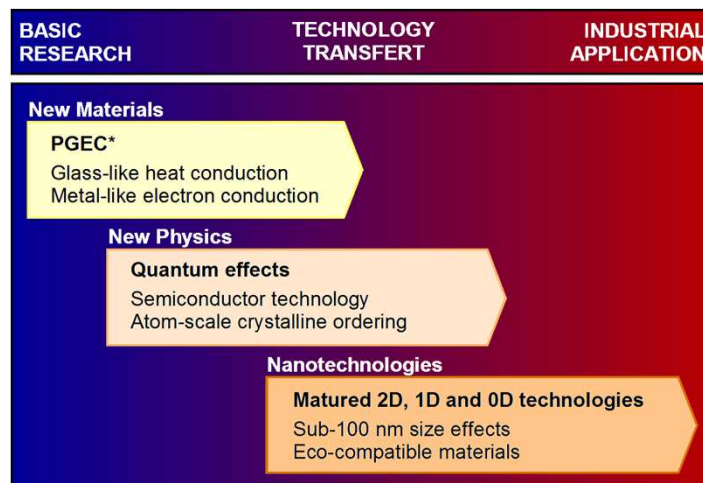 BASIC RESEARCH
TECHNOLOGY TRANSFERT
INDUSTRIAL APPLICATION
New Materials
PGEC*
Glass-like heat conduction
Metal-like electron conduction
New Physics
Quantum effects
Semiconductor technology
Atom-scale crystalline ordering
Nanotechnologies
Matured 2D, 1D and 0D technologies
Sub-100 nm size effects
Eco-compatible materials